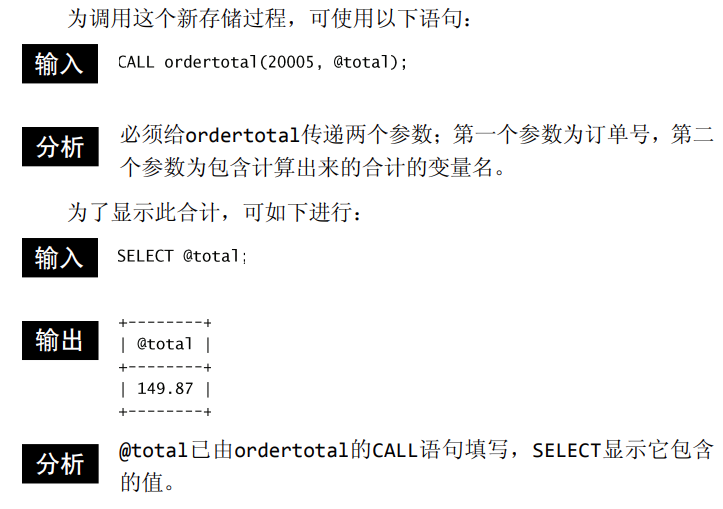 为调用这个新存储过程，可使用以下语句：
输入 CALL ordertotal(20005, @total);
分析 必须给ordertotal传递两个参数；第一个参数为订单号，第二
个参数为包含计算出来的合计的变量名。
为了显示此合计，可如下进行：
输入 SELECT @total;
输出 +--------+
| @total |
+--------+
| 149.87 |
+--------+
分析 @total已由ordertotal的CALL语句填写，SELECT显示它包含
的值。